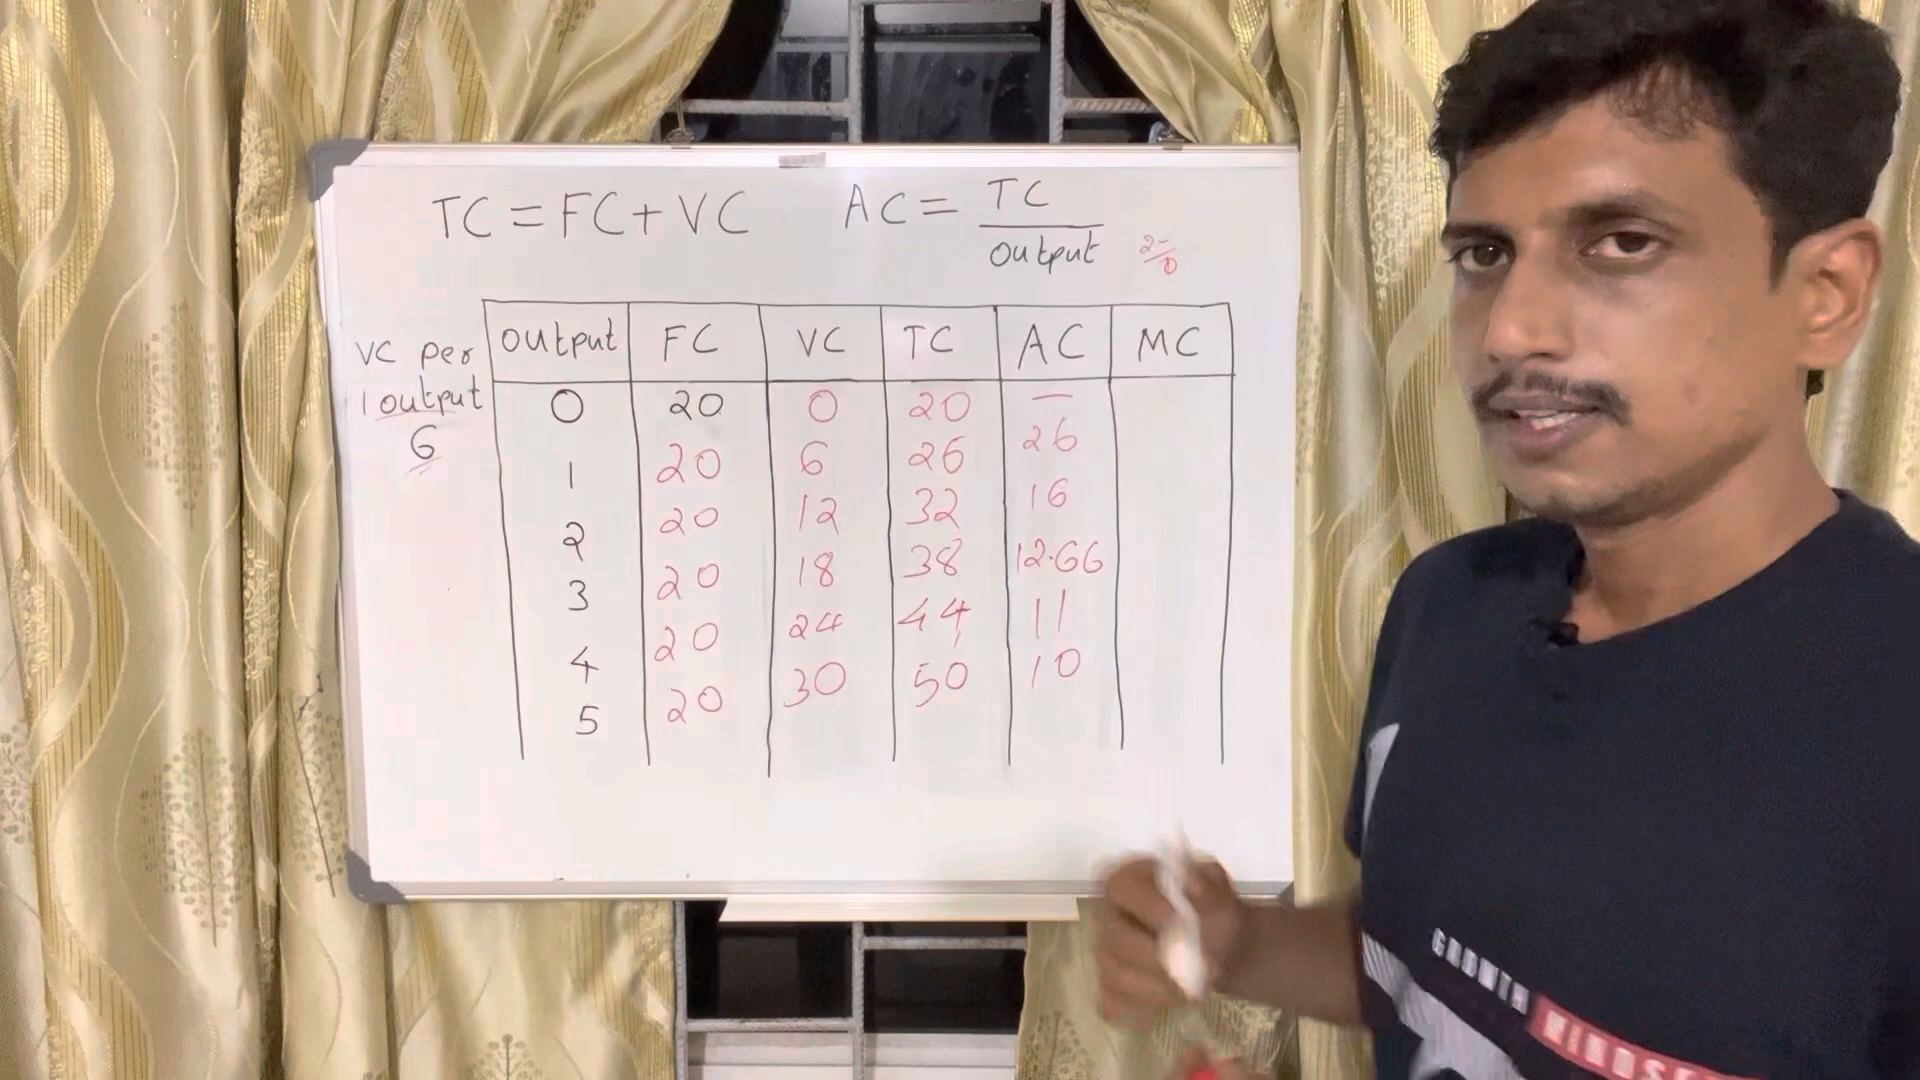 TC = FC + VC AC = TC / output 2- / 0
VC per 1 output 6
output FC VC TC AC MC
0 20 0 20 —
1 20 6 26 26
2 20 12 32 16
3 20 18 38 12.66
4 20 24 44 11
5 20 30 50 10
GROWTH